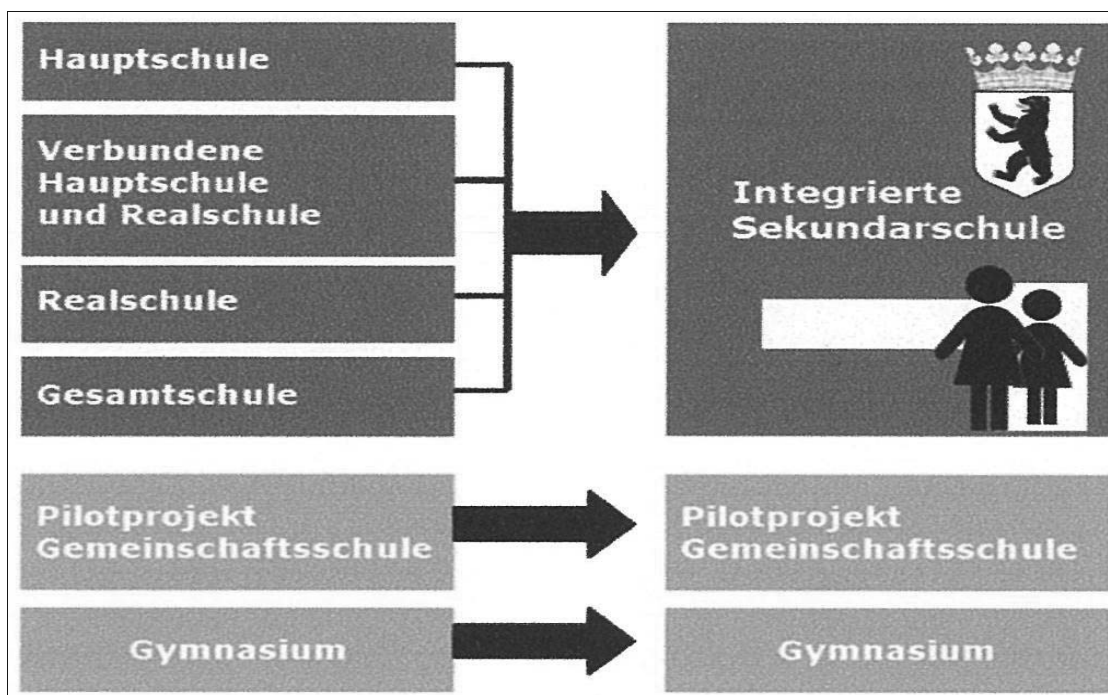 Hauptschule
Verbundene
Hauptschule
und Realschule
Realschule
Gesamtschule
Integrierte
Sekundarschule
Pilotprojekt
Gemeinschaftsschule
Pilotprojekt
Gemeinschaftsschule
Gymnasium
Gymnasium